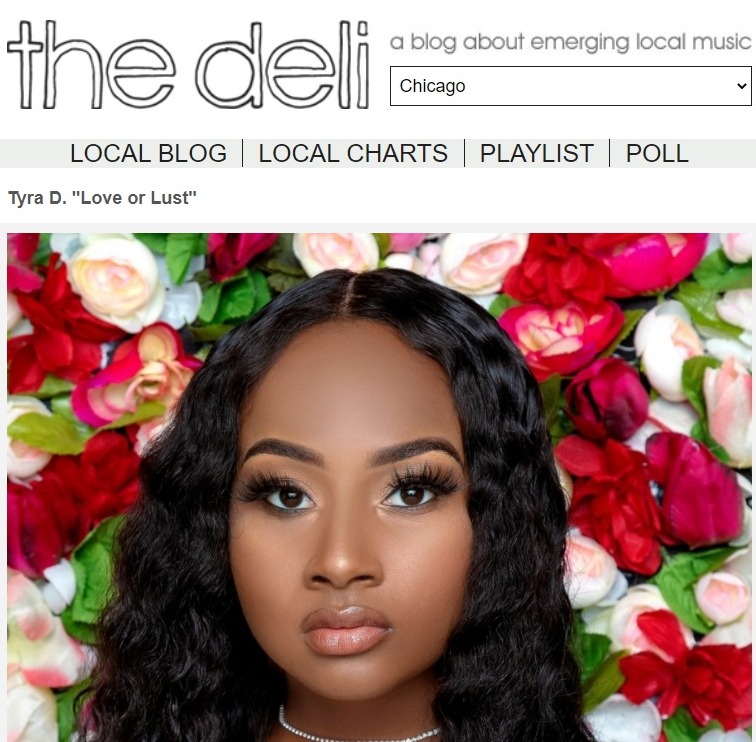 the deli
a blog about emerging local music
Chicago
LOCAL BLOG LOCAL CHARTS PLAYLIST POLL
Tyra D. "Love or Lust"